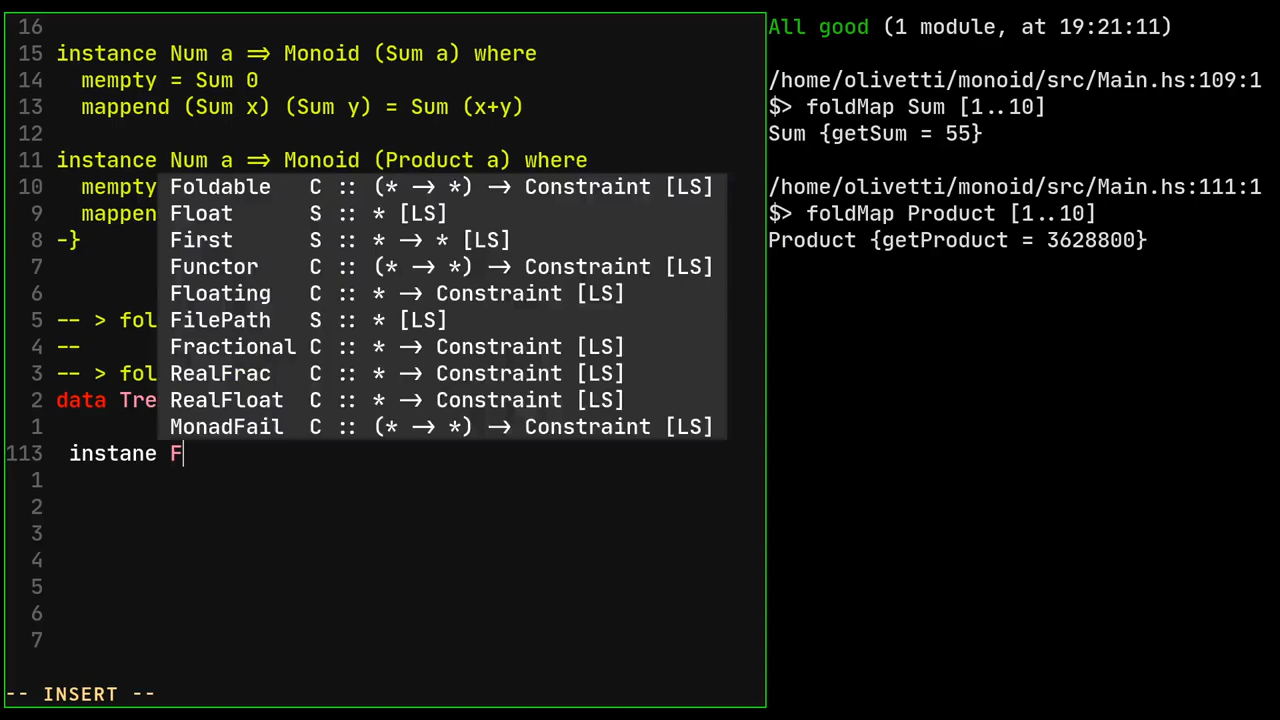 16
15 instance Num a => Monoid (Sum a) where
14   mempty = Sum 0
13   mappend (Sum x) (Sum y) = Sum (x+y)
12
11 instance Num a => Monoid (Product a) where
10   mempty
9   mappen
8 -}
7
6
5 -- > fol
4 --
3 -- > fol
2 data Tre
1
113  instane F
1
2
3
4
5
6
7
-- INSERT --
Foldable   C :: (* -> *) -> Constraint [LS]
Float      S :: * [LS]
First      S :: * -> * [LS]
Functor    C :: (* -> *) -> Constraint [LS]
Floating   C :: * -> Constraint [LS]
FilePath   S :: * [LS]
Fractional C :: * -> Constraint [LS]
RealFrac   C :: * -> Constraint [LS]
RealFloat  C :: * -> Constraint [LS]
MonadFail  C :: (* -> *) -> Constraint [LS]
All good (1 module, at 19:21:11)
/home/olivetti/monoid/src/Main.hs:109:1
$> foldMap Sum [1..10]
Sum {getSum = 55}
/home/olivetti/monoid/src/Main.hs:111:1
$> foldMap Product [1..10]
Product {getProduct = 3628800}